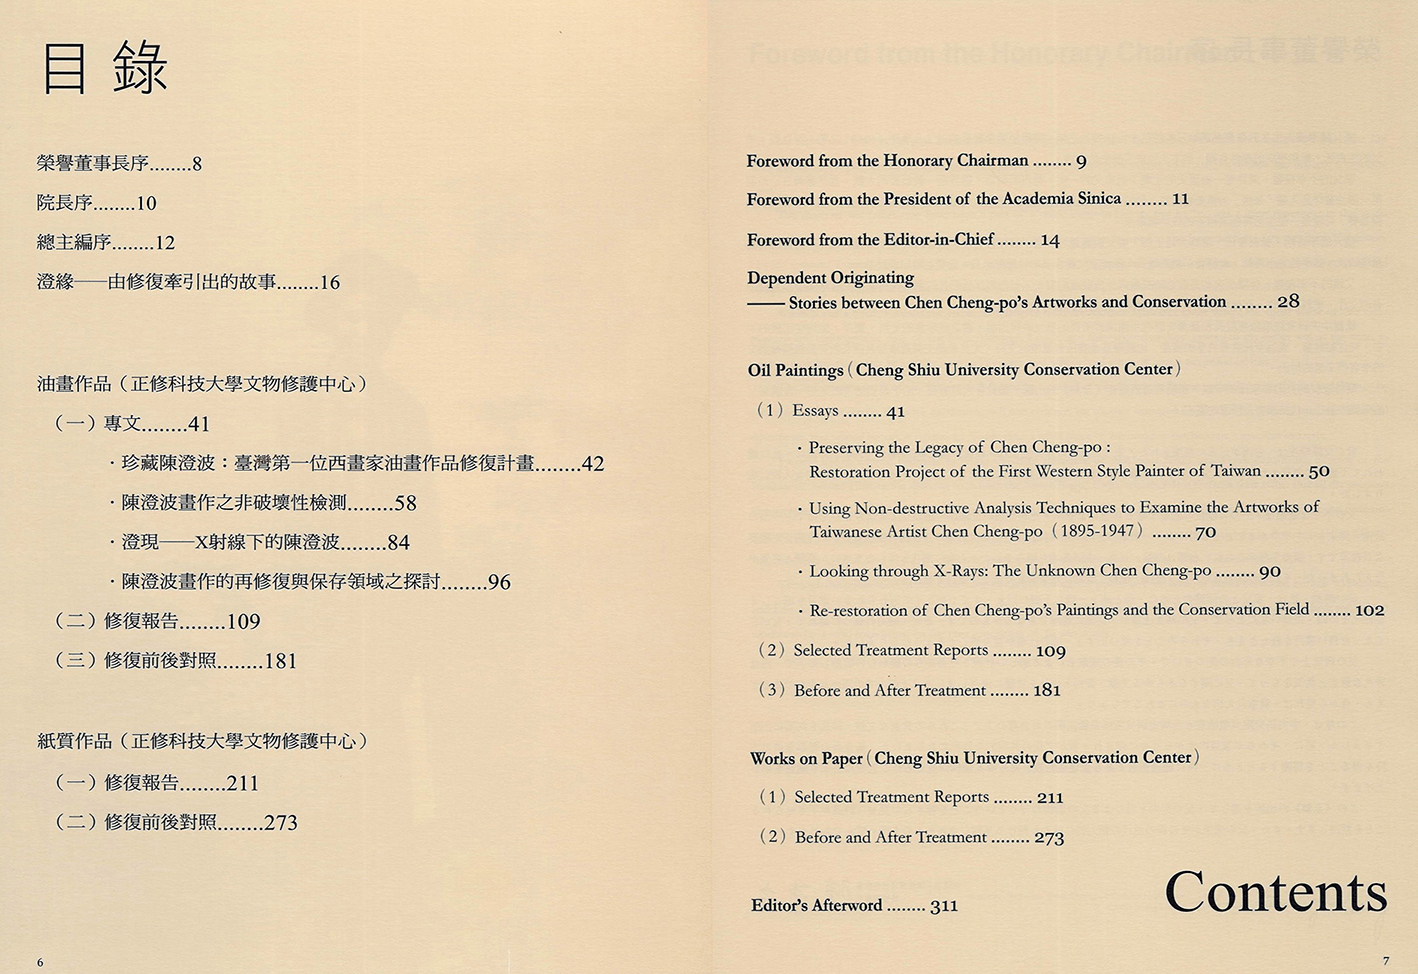 目錄
榮譽董事長序........8
院長序........10
總主編序........12
澄緣──由修復牽引出的故事........16
油畫作品（正修科技大學文物修護中心）
（一）專文........41
·珍藏陳澄波：臺灣第一位西畫家油畫作品修復計畫........42
·陳澄波畫作之非破壞性檢測........58
·澄現──X射線下的陳澄波........84
·陳澄波畫作的再修復與保存領域之探討........96
（二）修復報告........109
（三）修復前後對照........181
紙質作品（正修科技大學文物修護中心）
（一）修復報告........211
（二）修復前後對照........273
6
Foreword from the Honorary Chairman ........ 9
Foreword from the President of the Academia Sinica ........ 11
Foreword from the Editor-in-Chief ........ 14
Dependent Originating
── Stories between Chen Cheng-po's Artworks and Conservation ........ 28
Oil Paintings（Cheng Shiu University Conservation Center）
（1）Essays ........ 41
· Preserving the Legacy of Chen Cheng-po :
Restoration Project of the First Western Style Painter of Taiwan ........ 50
· Using Non-destructive Analysis Techniques to Examine the Artworks of
Taiwanese Artist Chen Cheng-po（1895-1947）........ 70
· Looking through X-Rays: The Unknown Chen Cheng-po ........ 90
· Re-restoration of Chen Cheng-po's Paintings and the Conservation Field ........ 102
（2）Selected Treatment Reports ........ 109
（3）Before and After Treatment ........ 181
Works on Paper（Cheng Shiu University Conservation Center）
（1）Selected Treatment Reports ........ 211
（2）Before and After Treatment ........ 273
Editor's Afterword ........ 311
Contents
7